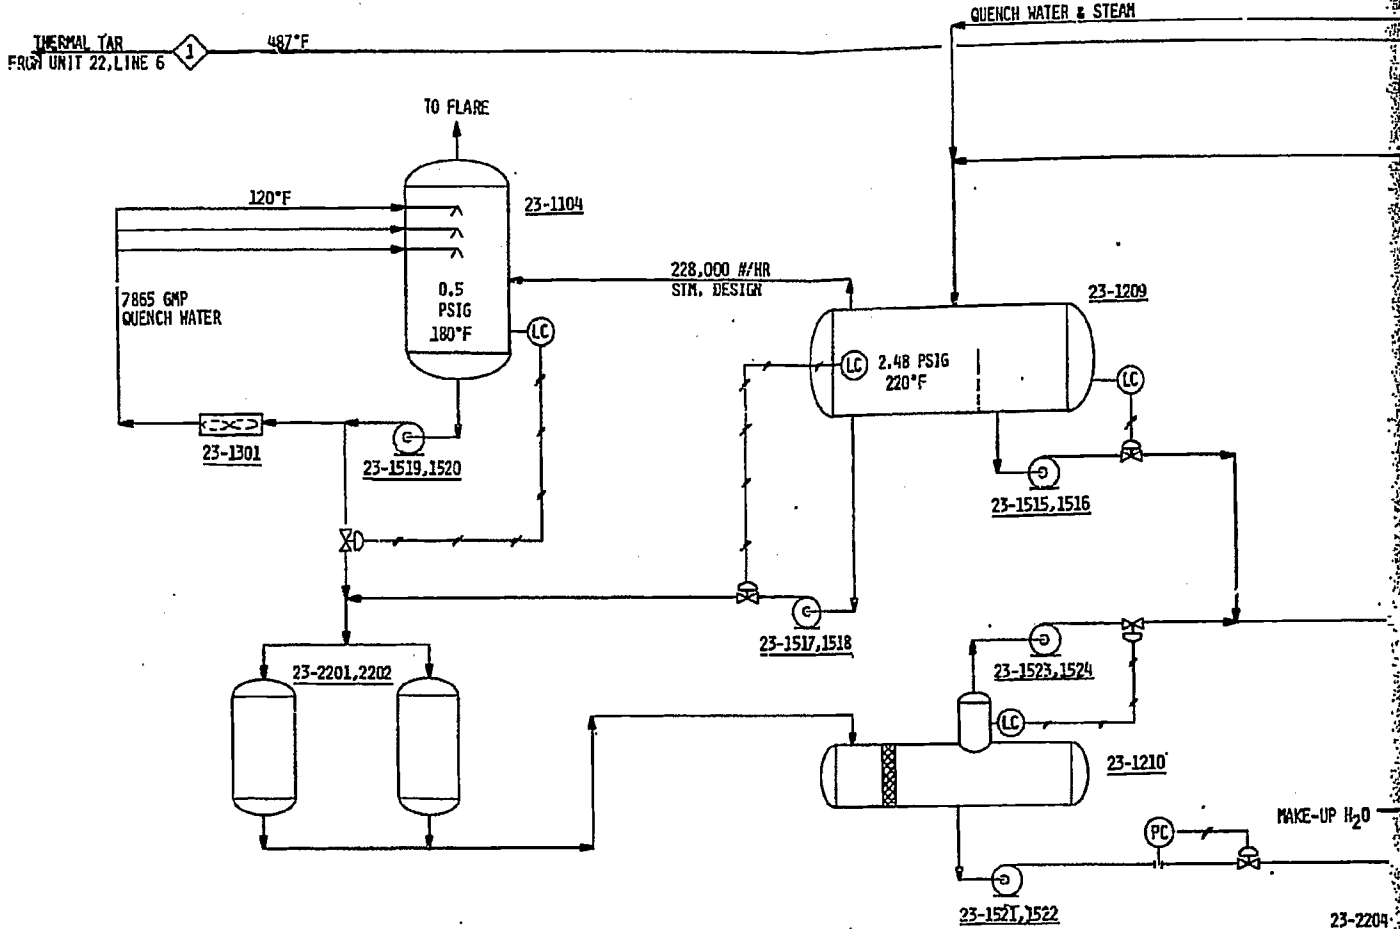 QUENCH WATER & STEAM
THERMAL TAR
FROM UNIT 22, LINE 6
1
487°F
TO FLARE
120°F
23-1104
228,000 #/HR
STM. DESIGN
23-1209
7865 GMP
QUENCH WATER
0.5
PSIG
180°F
LC
LC
2.48 PSIG
220°F
LC
23-1301
23-1519,1520
23-1515,1516
23-1517,1518
23-2201,2202
23-1523,1524
LC
23-1210
MAKE-UP H₂O
PC
23-1521,1522
23-2204